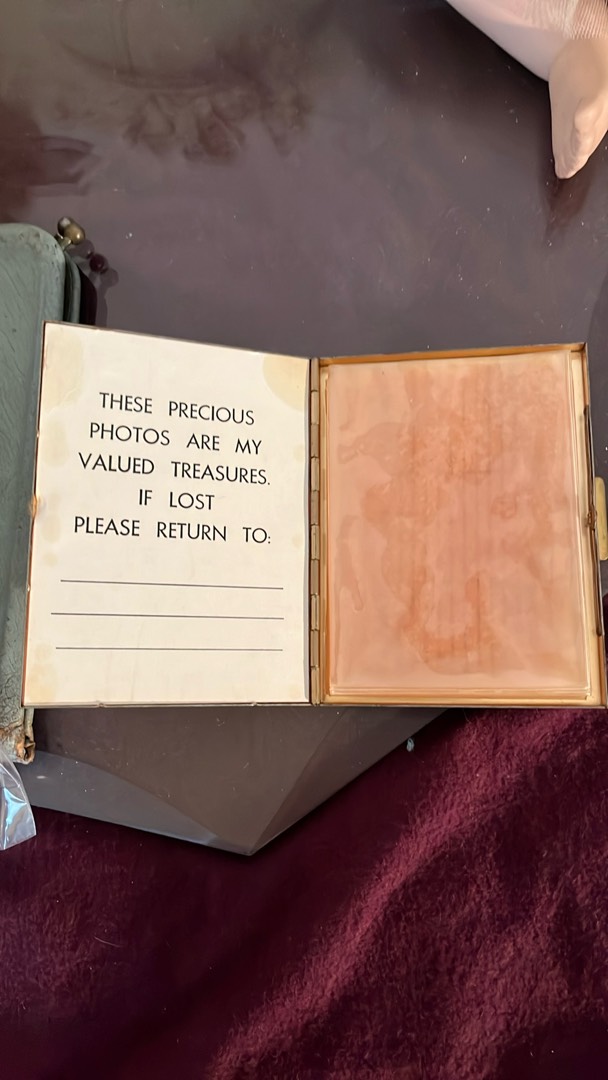 THESE PRECIOUS
PHOTOS ARE MY
VALUED TREASURES.
IF LOST
PLEASE RETURN TO: